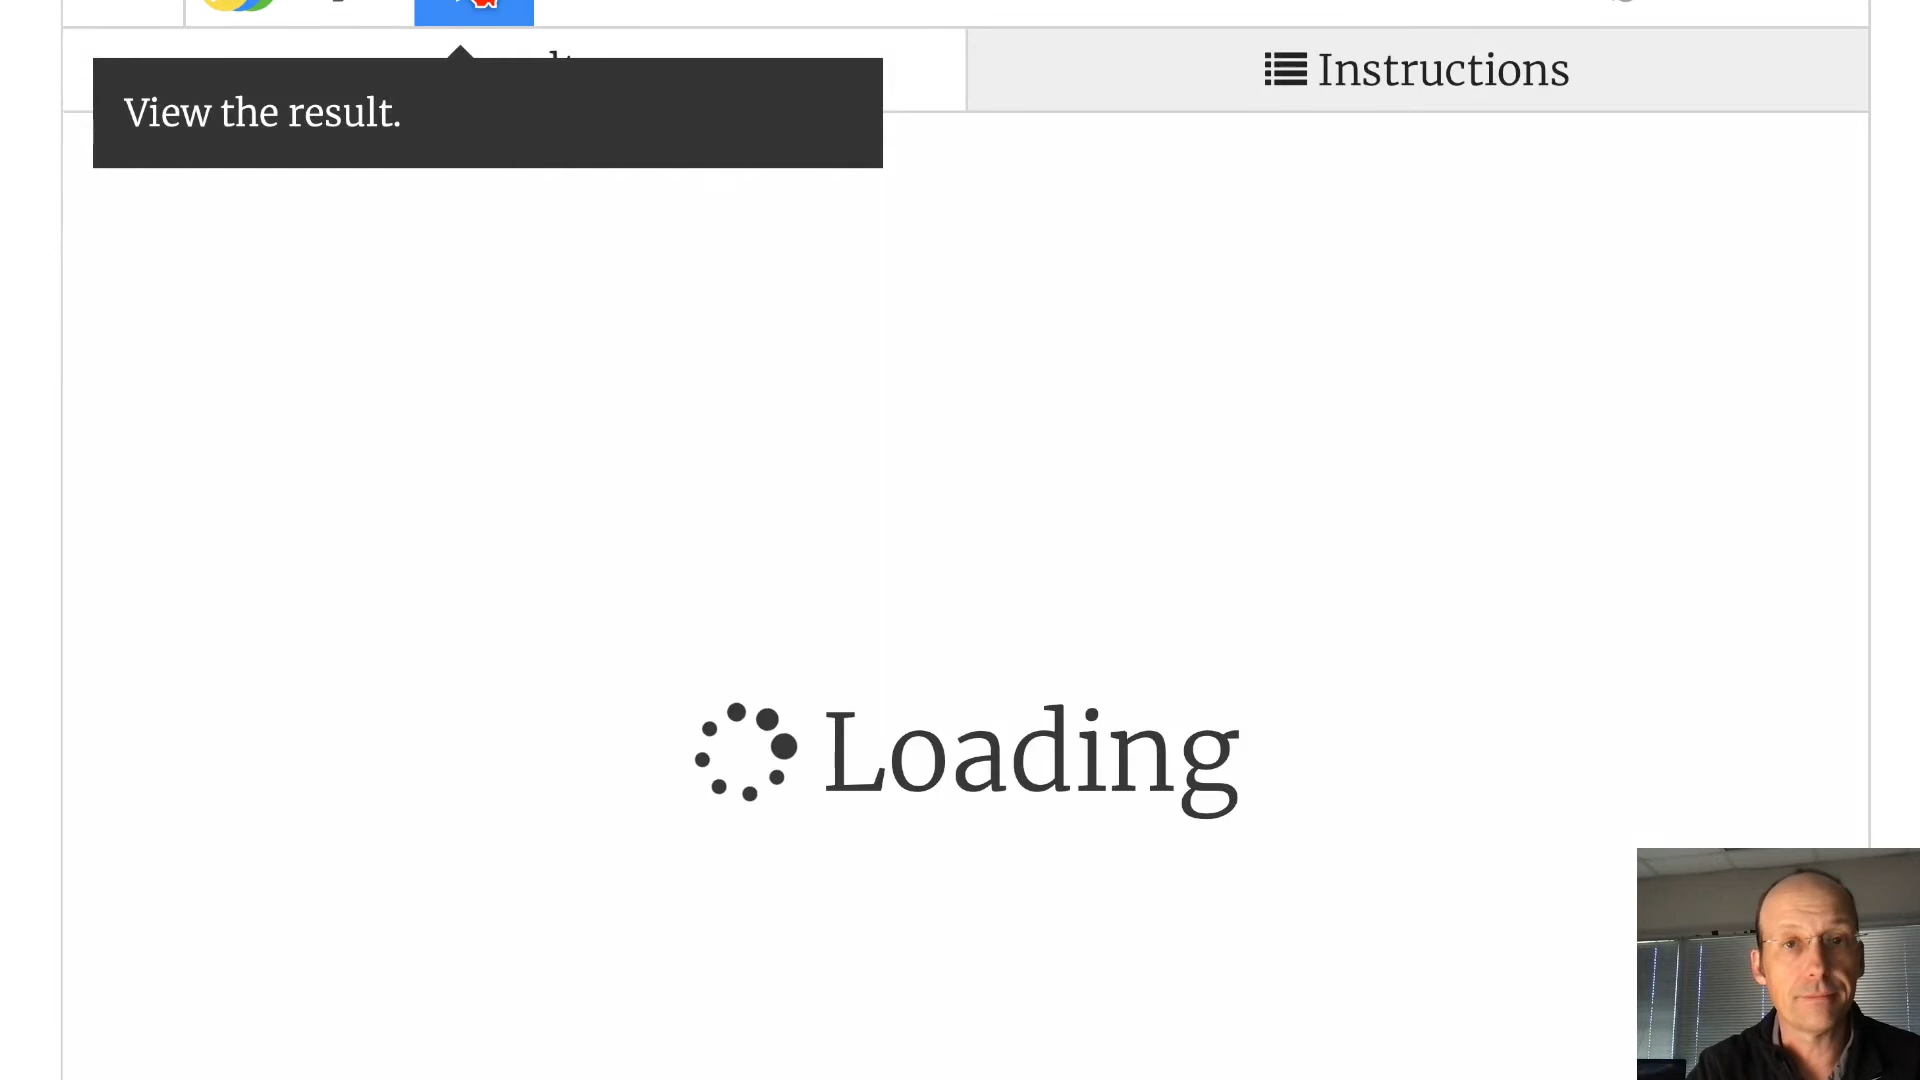 Instructions
View the result.
Loading